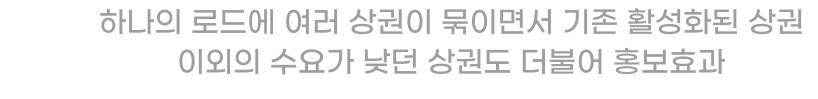 하나의 로드에 여러 상권이 묶이면서 기존 활성화된 상권
이외의 수요가 낮던 상권도 더불어 홍보효과